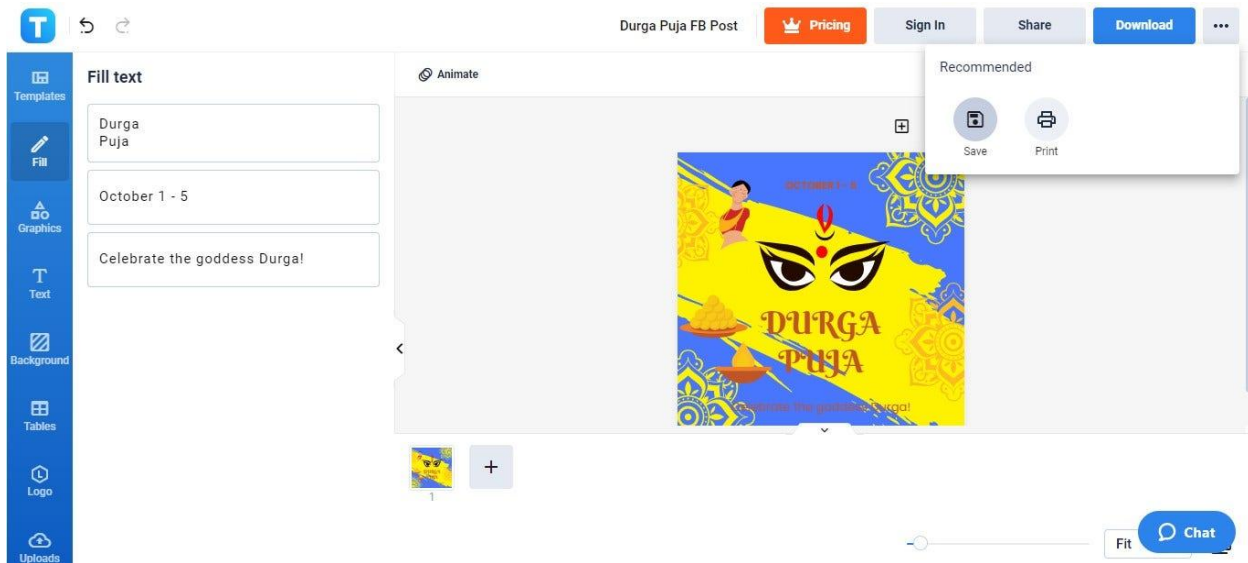 T
Durga Puja FB Post
Pricing
Sign In
Share
Download
Recommended
Save
Print
Templates
Fill
Graphics
Text
Background
Tables
Logo
Uploads
Fill text
Durga
Puja
October 1 - 5
Celebrate the goddess Durga!
Animate
OCTOBER 1 - 5
DURGA
PUJA
Celebrate the goddess Durga!
1
Fit
Chat